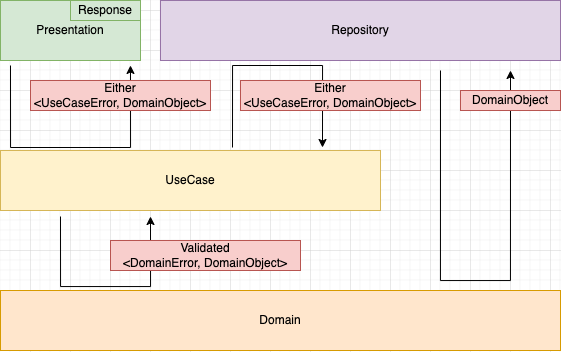 Response
Presentation
Repository
Either
<UseCaseError, DomainObject>
Either
<UseCaseError, DomainObject>
DomainObject
UseCase
Validated
<DomainError, DomainObject>
Domain